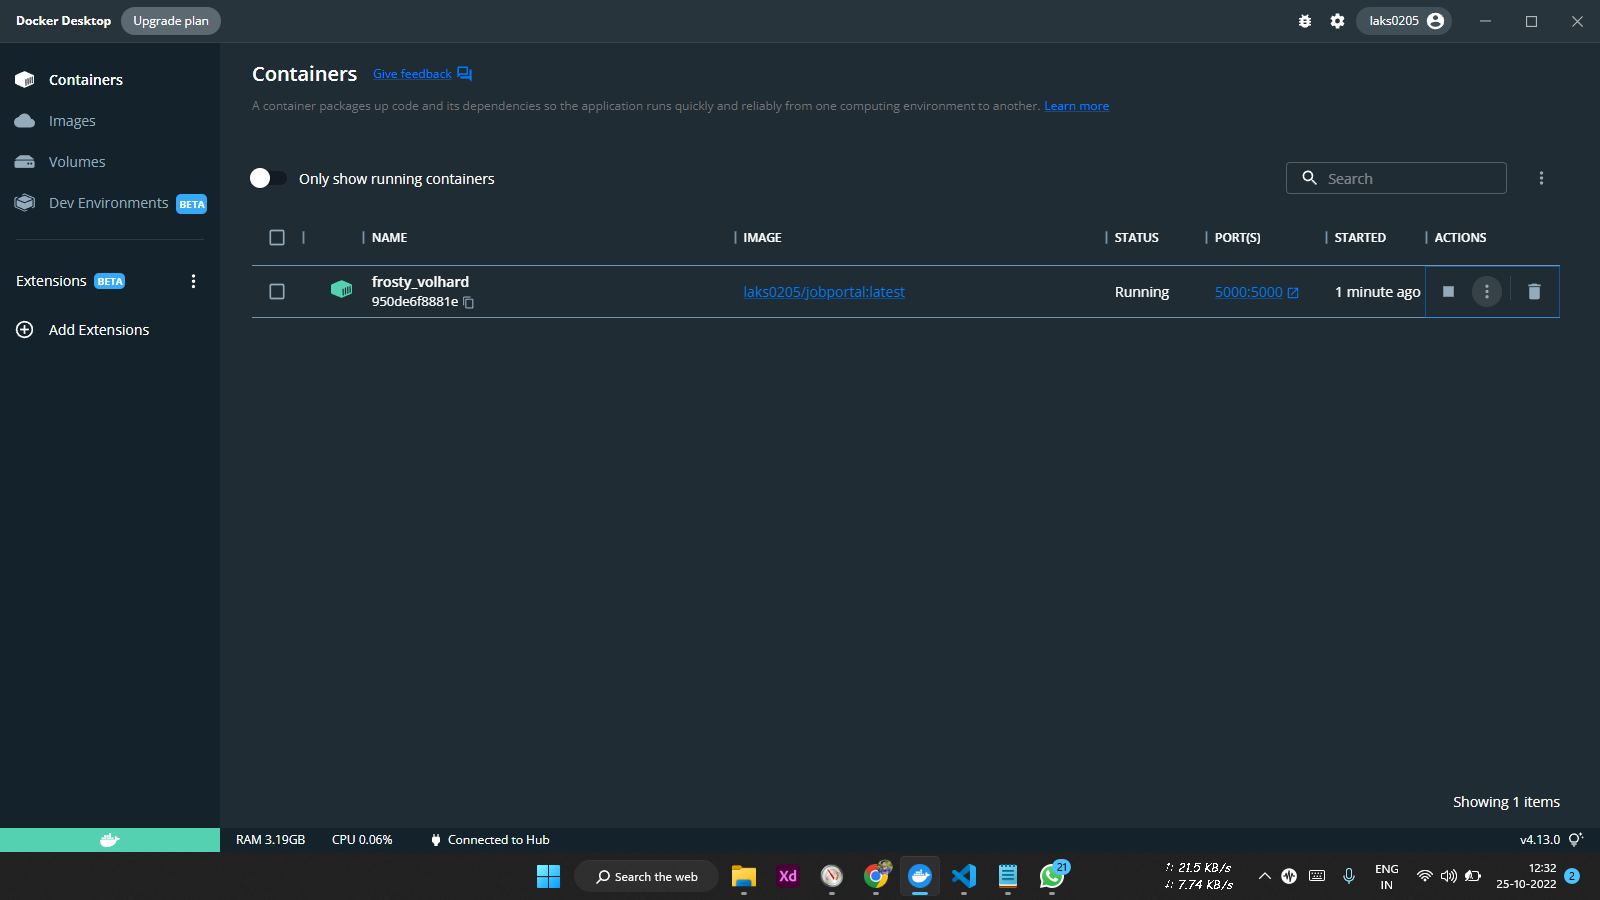 Docker Desktop Upgrade plan laks0205
Containers
Images
Volumes
Dev Environments BETA
Extensions BETA
Add Extensions
Containers Give feedback
A container packages up code and its dependencies so the application runs quickly and reliably from one computing environment to another. Learn more
Only show running containers Search
NAME IMAGE STATUS PORT(S) STARTED ACTIONS
frosty_volhard
950de6f8881e laks0205/jobportal:latest Running 5000:5000 1 minute ago
Showing 1 items
RAM 3.19GB CPU 0.06% Connected to Hub v4.13.0
Search the web Xd 21
↑: 21.5 KB/s
↓: 7.74 KB/s
ENG
IN
12:32
25-10-2022 2